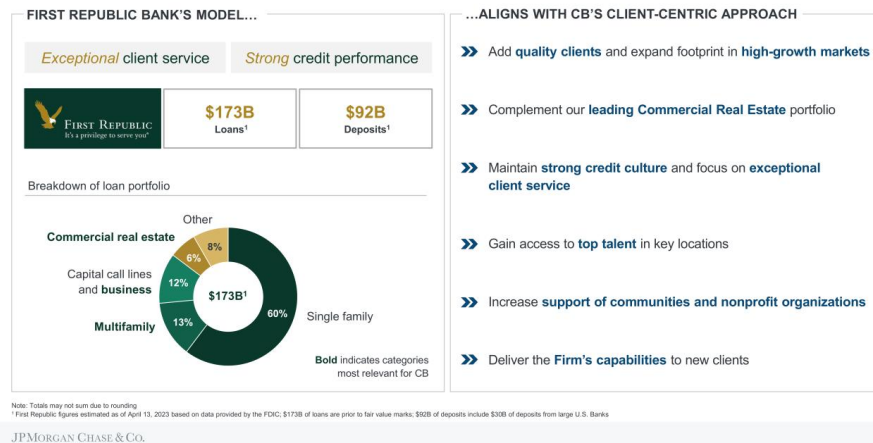 FIRST REPUBLIC BANK'S MODEL...
Exceptional client service
Strong credit performance
FIRST REPUBLIC
It's a privilege to serve you®
$173B
Loans¹
$92B
Deposits¹
Breakdown of loan portfolio
Other
Commercial real estate
8%
6%
Capital call lines
and business
12%
$173B¹
60%
Single family
Multifamily
13%
Bold indicates categories
most relevant for CB
...ALIGNS WITH CB'S CLIENT-CENTRIC APPROACH
Add quality clients and expand footprint in high-growth markets
Complement our leading Commercial Real Estate portfolio
Maintain strong credit culture and focus on exceptional
client service
Gain access to top talent in key locations
Increase support of communities and nonprofit organizations
Deliver the Firm's capabilities to new clients
Note: Totals may not sum due to rounding
¹ First Republic figures estimated as of April 13, 2023 based on data provided by the FDIC; $173B of loans are prior to fair value marks; $92B of deposits include $30B of deposits from large U.S. Banks
JPMORGAN CHASE & CO.